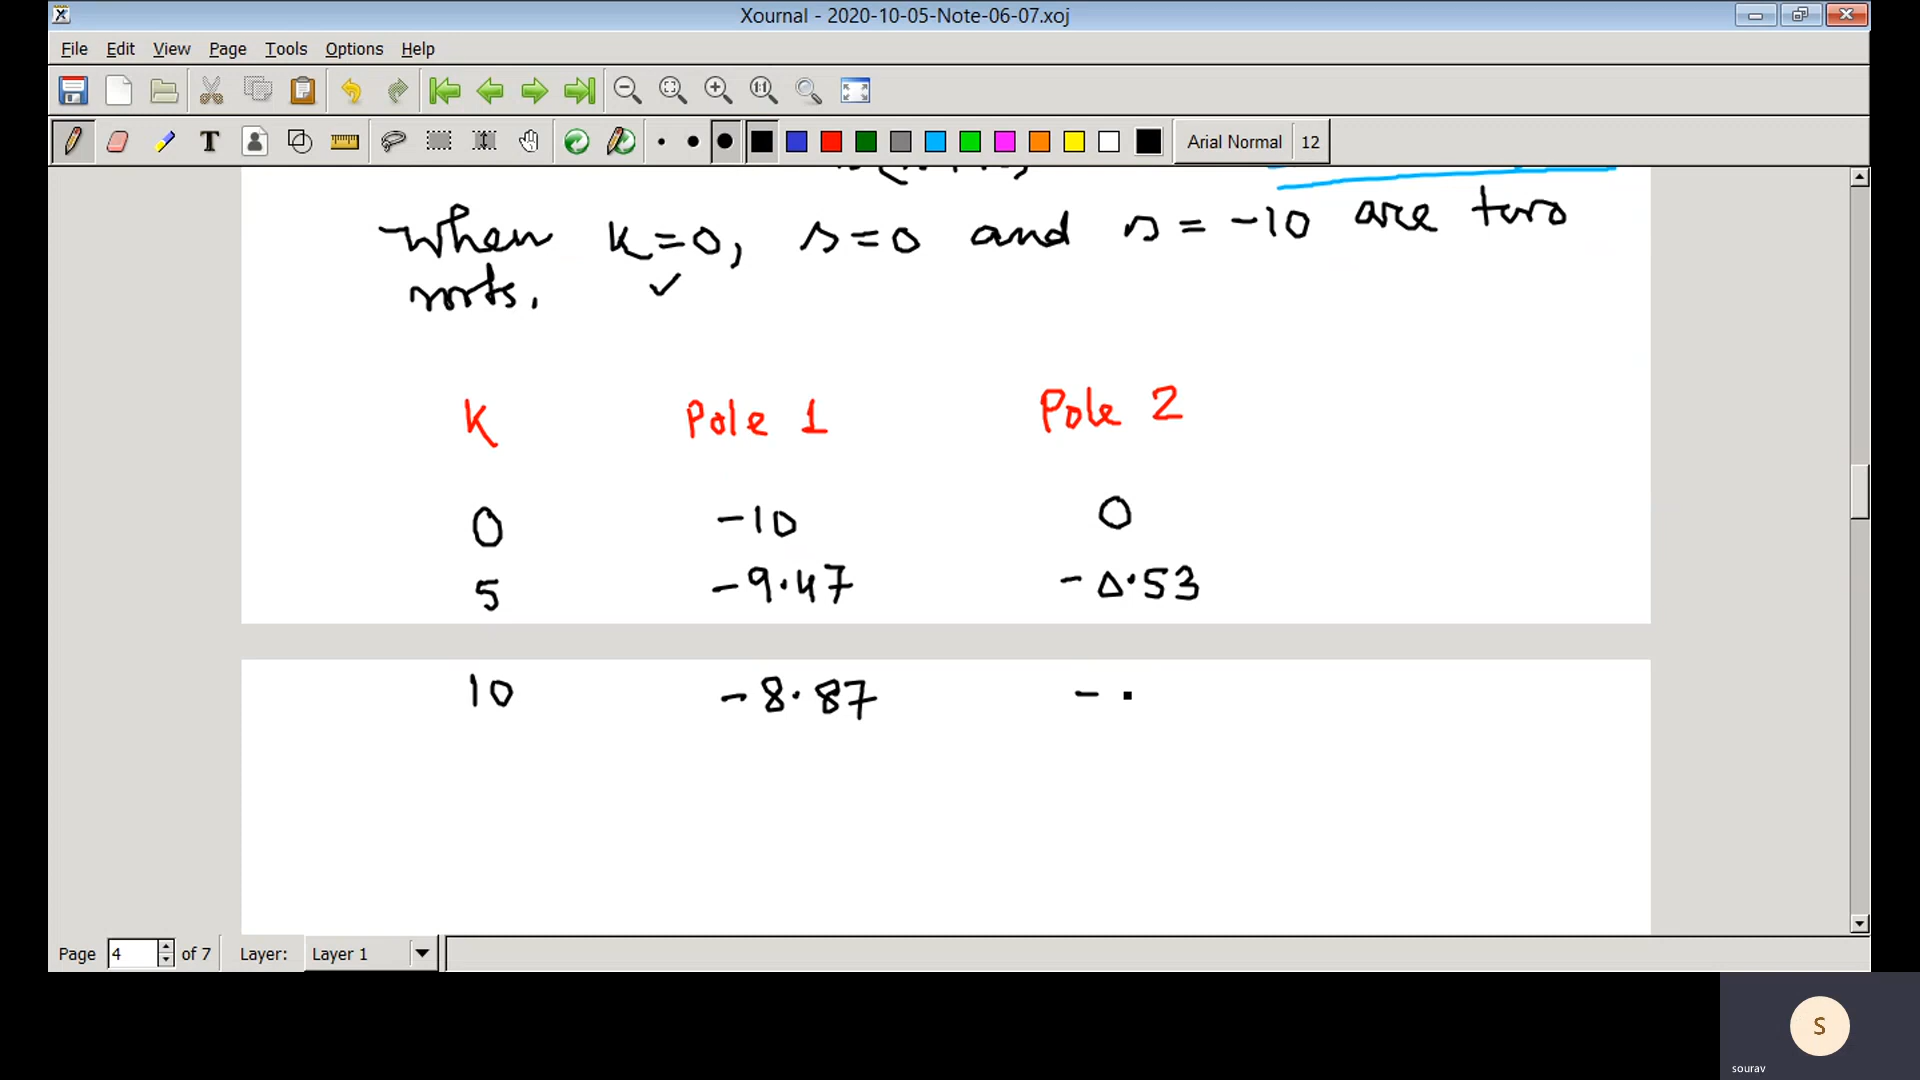 Xournal - 2020-10-05-Note-06-07.xoj
File Edit View Page Tools Options Help
T Arial Normal 12
When K=0, s=0 and s = -10 are two
roots. ✓
K Pole 1 Pole 2
0 -10 0
5 -9.47 -0.53
10 -8.87 -
Page 4 of 7 Layer: Layer 1
S
sourav